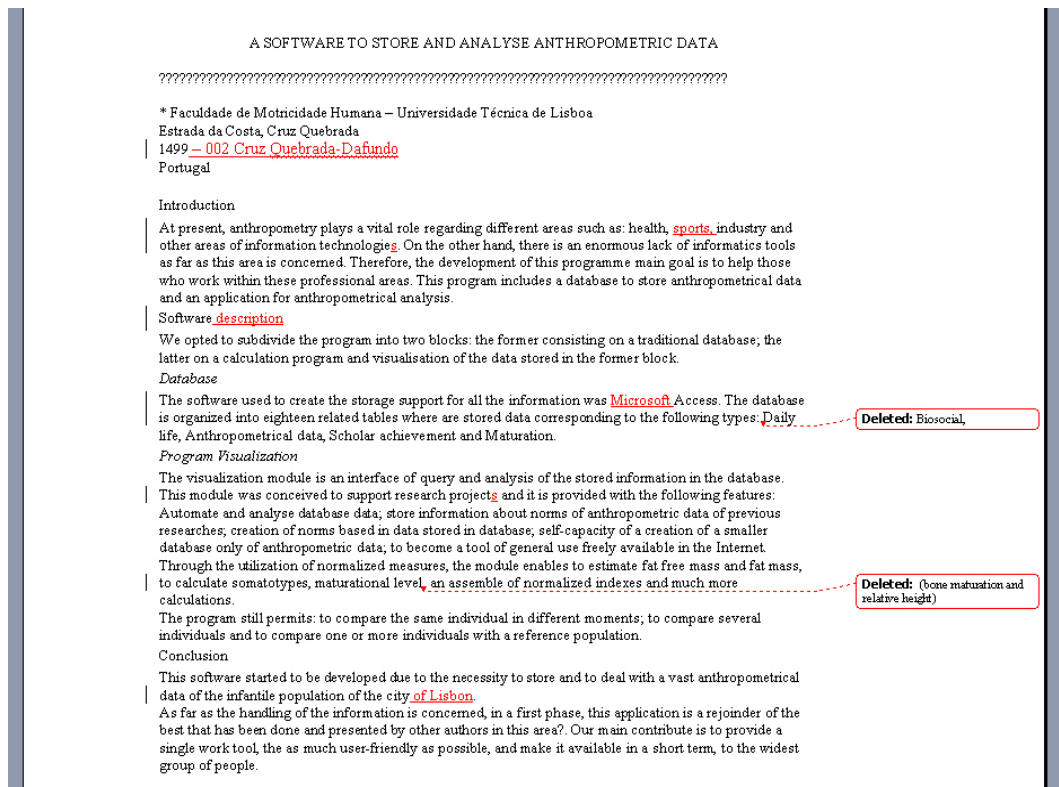 A SOFTWARE TO STORE AND ANALYSE ANTHROPOMETRIC DATA
???????????????????????????????????????????????????????????????????????????????????
* Faculdade de Motricidade Humana – Universidade Técnica de Lisboa
Estrada da Costa, Cruz Quebrada
1499 – 002 Cruz Quebrada-Dafundo
Portugal
Introduction
At present, anthropometry plays a vital role regarding different areas such as: health, sports, industry and
other areas of information technologies. On the other hand, there is an enormous lack of informatics tools
as far as this area is concerned. Therefore, the development of this programme main goal is to help those
who work within these professional areas. This program includes a database to store anthropometrical data
and an application for anthropometrical analysis.
Software description
We opted to subdivide the program into two blocks: the former consisting on a traditional database; the
latter on a calculation program and visualisation of the data stored in the former block.
Database
The software used to create the storage support for all the information was Microsoft Access. The database
is organized into eighteen related tables where are stored data corresponding to the following types: Daily
Deleted: Biosocial,
life, Anthropometrical data, Scholar achievement and Maturation.
Program Visualization
The visualization module is an interface of query and analysis of the stored information in the database.
This module was conceived to support research projects and it is provided with the following features:
Automate and analyse database data; store information about norms of anthropometric data of previous
researches; creation of norms based in data stored in database; self-capacity of a creation of a smaller
database only of anthropometric data; to become a tool of general use freely available in the Internet.
Through the utilization of normalized measures, the module enables to estimate fat free mass and fat mass,
to calculate somatotypes, maturational level, an assemble of normalized indexes and much more
Deleted: (bone maturation and
relative height)
calculations.
The program still permits: to compare the same individual in different moments; to compare several
individuals and to compare one or more individuals with a reference population.
Conclusion
This software started to be developed due to the necessity to store and to deal with a vast anthropometrical
data of the infantile population of the city of Lisbon.
As far as the handling of the information is concerned, in a first phase, this application is a rejoinder of the
best that has been done and presented by other authors in this area?. Our main contribute is to provide a
single work tool, the as much user-friendly as possible, and make it available in a short term, to the widest
group of people.